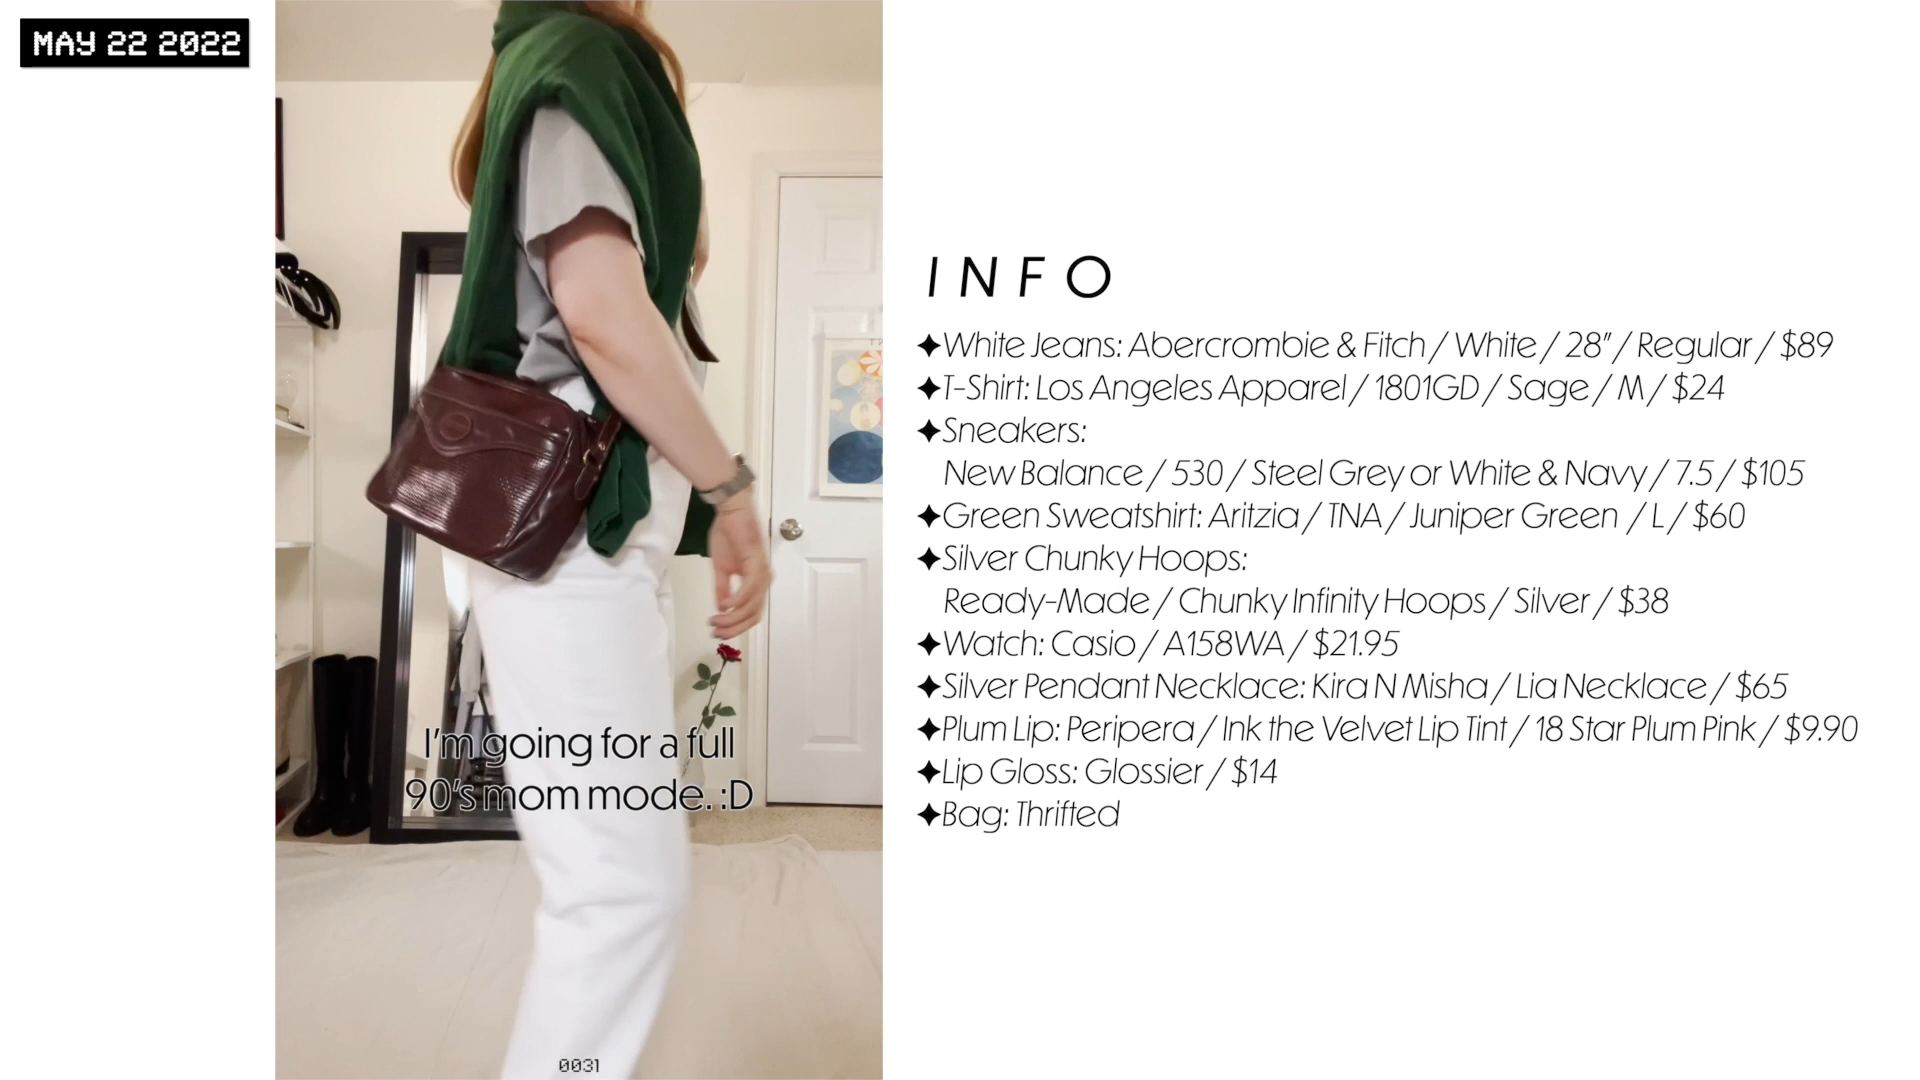 MAY 22 2022
I'm going for a full
90's mom mode. :D
0031
INFO
✦White Jeans: Abercrombie & Fitch / White / 28" / Regular / $89
✦T-Shirt: Los Angeles Apparel / 1801GD / Sage / M / $24
✦Sneakers:
New Balance / 530 / Steel Grey or White & Navy / 7.5 / $105
✦Green Sweatshirt: Aritzia / TNA / Juniper Green / L / $60
✦Silver Chunky Hoops:
Ready-Made / Chunky Infinity Hoops / Silver / $38
✦Watch: Casio / A158WA / $21.95
✦Silver Pendant Necklace: Kira N Misha / Lia Necklace / $65
✦Plum Lip: Peripera / Ink the Velvet Lip Tint / 18 Star Plum Pink / $9.90
✦Lip Gloss: Glossier / $14
✦Bag: Thrifted